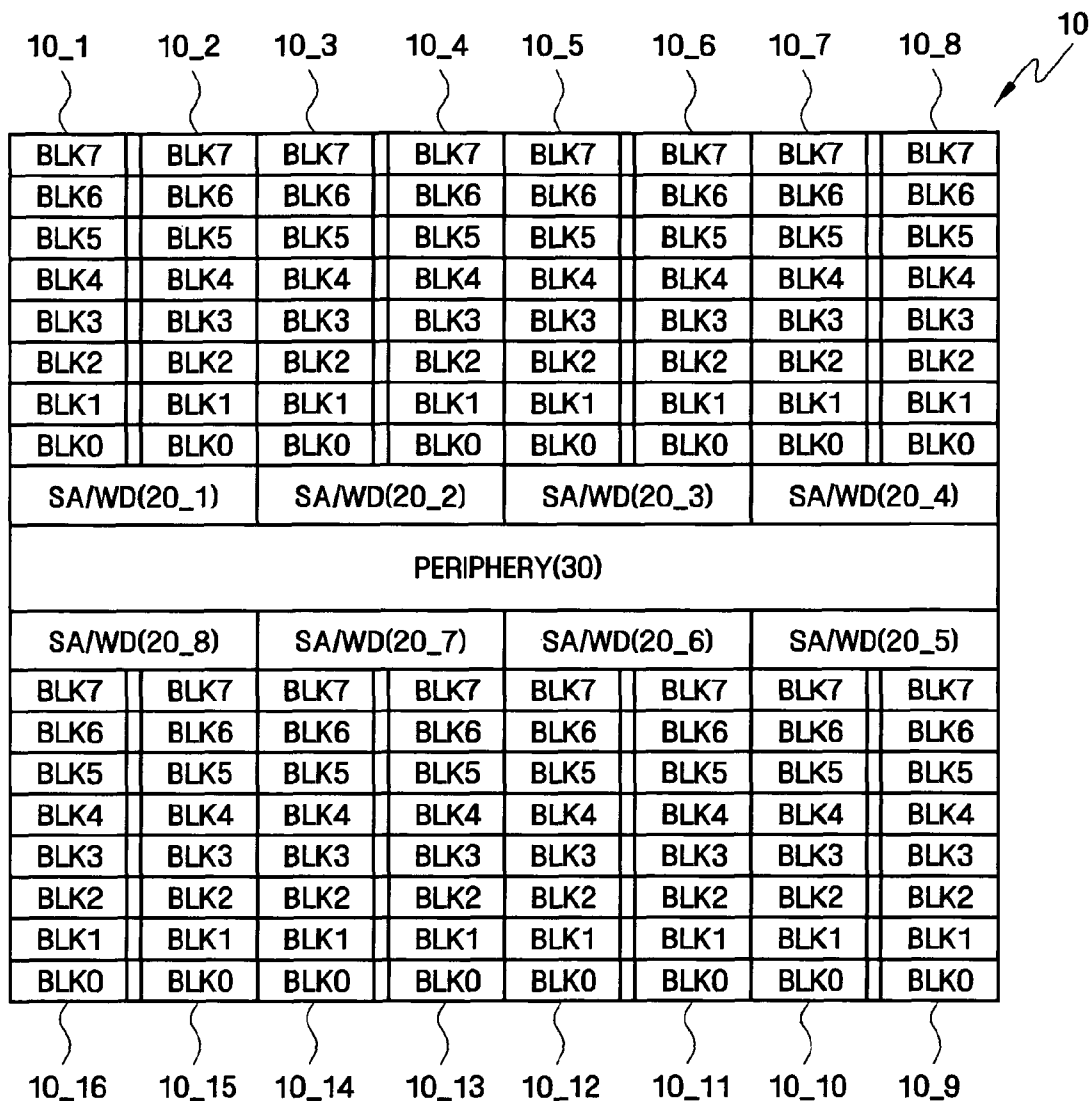 10
10_1 10_2 10_3 10_4 10_5 10_6 10_7 10_8
BLK7 BLK7 BLK7 BLK7 BLK7 BLK7 BLK7 BLK7
BLK6 BLK6 BLK6 BLK6 BLK6 BLK6 BLK6 BLK6
BLK5 BLK5 BLK5 BLK5 BLK5 BLK5 BLK5 BLK5
BLK4 BLK4 BLK4 BLK4 BLK4 BLK4 BLK4 BLK4
BLK3 BLK3 BLK3 BLK3 BLK3 BLK3 BLK3 BLK3
BLK2 BLK2 BLK2 BLK2 BLK2 BLK2 BLK2 BLK2
BLK1 BLK1 BLK1 BLK1 BLK1 BLK1 BLK1 BLK1
BLK0 BLK0 BLK0 BLK0 BLK0 BLK0 BLK0 BLK0
SA/WD(20_1) SA/WD(20_2) SA/WD(20_3) SA/WD(20_4)
PERIPHERY(30)
SA/WD(20_8) SA/WD(20_7) SA/WD(20_6) SA/WD(20_5)
BLK7 BLK7 BLK7 BLK7 BLK7 BLK7 BLK7 BLK7
BLK6 BLK6 BLK6 BLK6 BLK6 BLK6 BLK6 BLK6
BLK5 BLK5 BLK5 BLK5 BLK5 BLK5 BLK5 BLK5
BLK4 BLK4 BLK4 BLK4 BLK4 BLK4 BLK4 BLK4
BLK3 BLK3 BLK3 BLK3 BLK3 BLK3 BLK3 BLK3
BLK2 BLK2 BLK2 BLK2 BLK2 BLK2 BLK2 BLK2
BLK1 BLK1 BLK1 BLK1 BLK1 BLK1 BLK1 BLK1
BLK0 BLK0 BLK0 BLK0 BLK0 BLK0 BLK0 BLK0
10_16 10_15 10_14 10_13 10_12 10_11 10_10 10_9